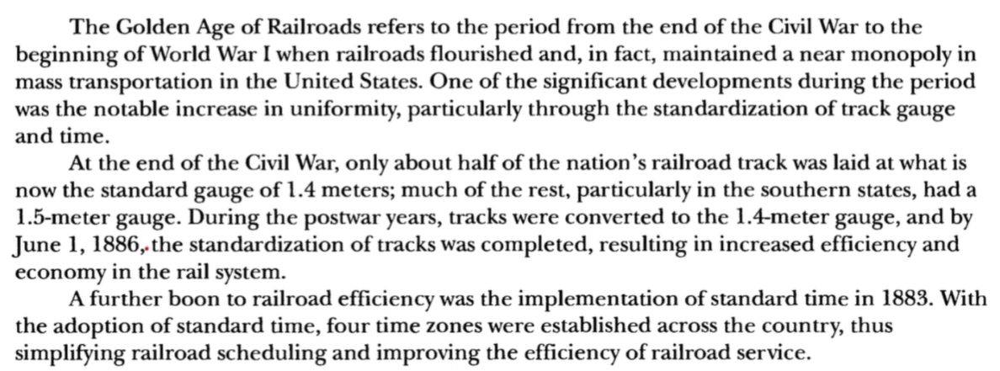 The Golden Age of Railroads refers to the period from the end of the Civil War to the
beginning of World War I when railroads flourished and, in fact, maintained a near monopoly in
mass transportation in the United States. One of the significant developments during the period
was the notable increase in uniformity, particularly through the standardization of track gauge
and time.
At the end of the Civil War, only about half of the nation's railroad track was laid at what is
now the standard gauge of 1.4 meters; much of the rest, particularly in the southern states, had a
1.5-meter gauge. During the postwar years, tracks were converted to the 1.4-meter gauge, and by
June 1, 1886, the standardization of tracks was completed, resulting in increased efficiency and
economy in the rail system.
A further boon to railroad efficiency was the implementation of standard time in 1883. With
the adoption of standard time, four time zones were established across the country, thus
simplifying railroad scheduling and improving the efficiency of railroad service.